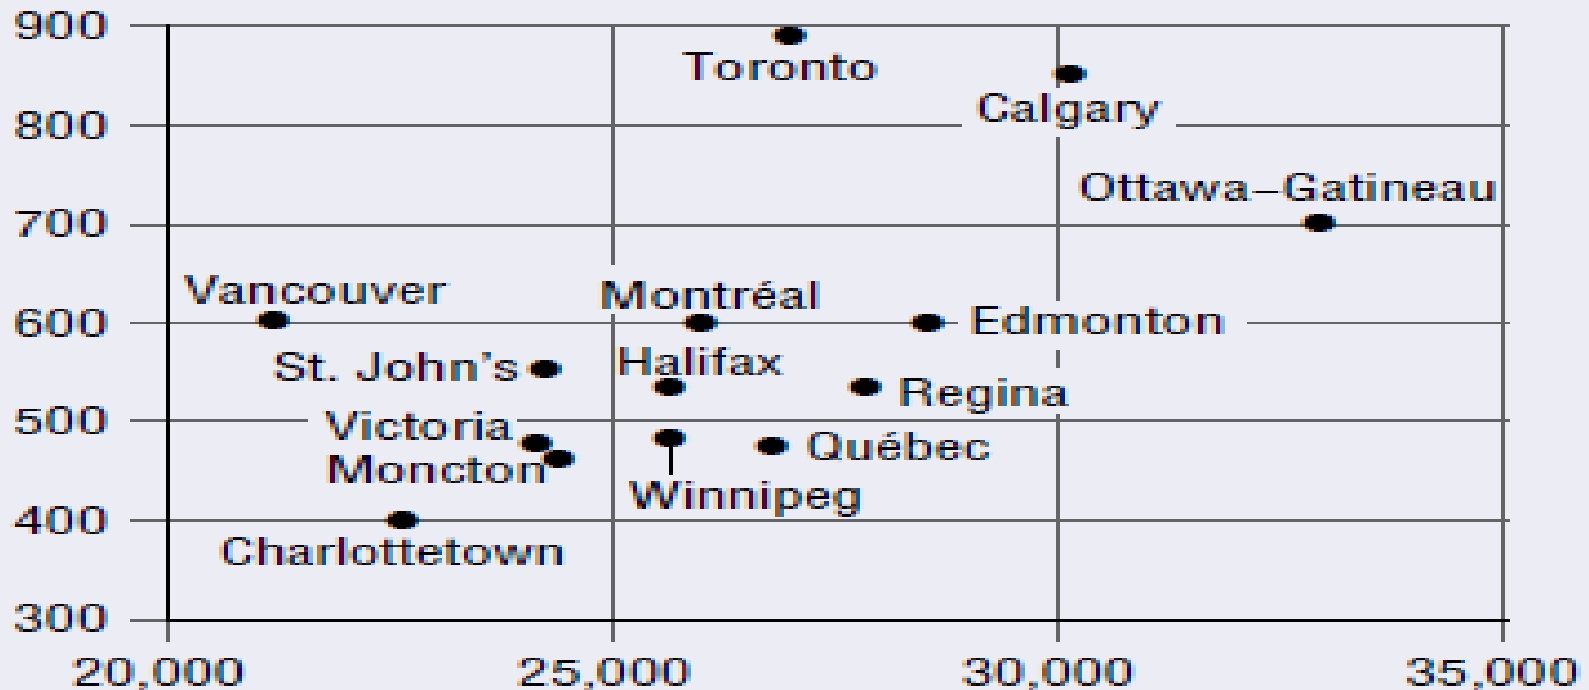 900
Toronto
Calgary
800
Ottawa–Gatineau
700
Vancouver
Montréal
600
Edmonton
St. John's
Halifax
Regina
500
Victoria
Québec
Moncton
Winnipeg
400
Charlottetown
300
20,000 25,000 30,000 35,000